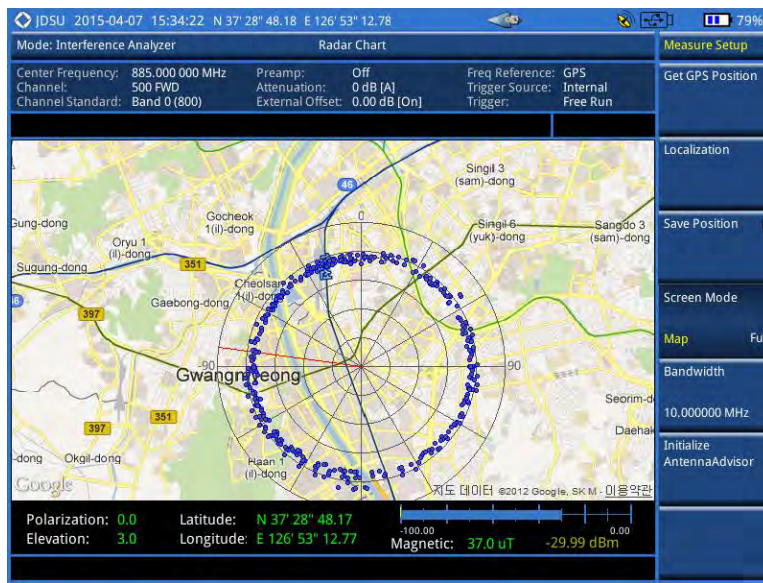 JDSU 2015-04-07 15:34:22 N 37' 28" 48.18 E 126' 53" 12.78 79%
Mode: Interference Analyzer Radar Chart Measure Setup
Center Frequency: 885.000 000 MHz Preamp: Off Freq Reference: GPS
Channel: 500 FWD Attenuation: 0 dB [A] Trigger Source: Internal
Channel Standard: Band 0 (800) External Offset: 0.00 dB [On] Trigger: Free Run
Get GPS Position
Localization
Save Position
Screen Mode
Map Fu
Bandwidth
10.000000 MHz
Initialize
AntennaAdvisor
Singil 3
(sam)-dong
46
0
Gung-dong
Gocheok
1(il)-dong
Singil 6
(yuk)-dong
Sangdo 3
(sam)-dong
Oryu 1
(il)-dong
Sugung-dong
351
Cheolsan
Gaebong-dong
397
-90
90
Gwangmyeong
Seorim-d
351
397
Daehak
-dong
Okgil-dong
Haan 1
(il)-dong
Google
지도 데이터 ©2012 Google, SK M - 이용약관
Polarization: 0.0 Latitude: N 37' 28" 48.17
Elevation: 3.0 Longitude: E 126' 53" 12.77
-100.00 0.00
Magnetic: 37.0 uT -29.99 dBm